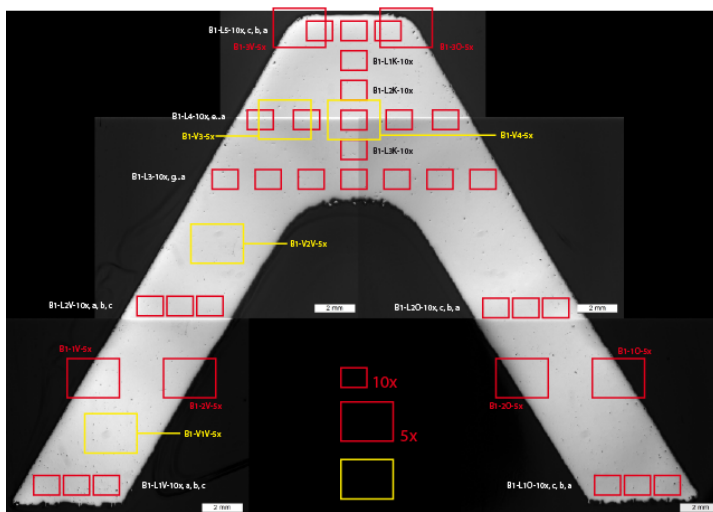 B1-L5-10x, c, b, a
B1-3V-5x
B1-3O-5x
B1-L1K-10x
B1-L2K-10x
B1-L4-10x, e..a
B1-V3-5x
B1-V4-5x
B1-L3K-10x
B1-L3-10x, g...a
B1-V2V-5x
B1-L2V-10x, a, b, c
2 mm
B1-L2O-10x, c, b, a
2 mm
B1-1V-5x
B1-1O-5x
10x
B1-2V-5x
B1-2O-5x
5x
B1-V1V-5x
B1-L1V-10x, a, b, c
B1-L1O-10x, c, b, a
2 mm
2 mm